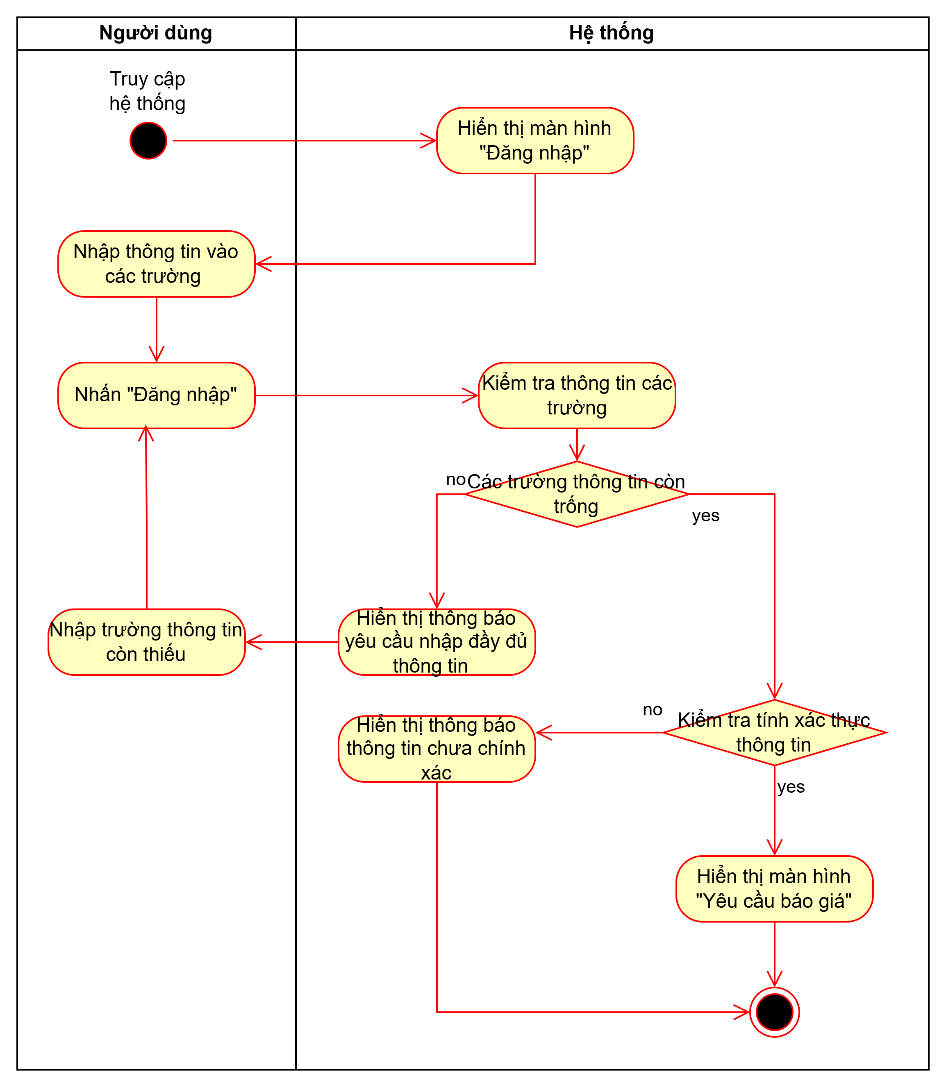 Người dùng
Hệ thống
Truy cập
hệ thống
Hiển thị màn hình
"Đăng nhập"
Nhập thông tin vào
các trường
Nhấn "Đăng nhập"
Kiểm tra thông tin các
trường
no
Các trường thông tin còn
trống
yes
Nhập trường thông tin
còn thiếu
Hiển thị thông báo
yêu cầu nhập đầy đủ
thông tin
no
Kiểm tra tính xác thực
thông tin
Hiển thị thông báo
thông tin chưa chính
xác
yes
Hiển thị màn hình
"Yêu cầu báo giá"